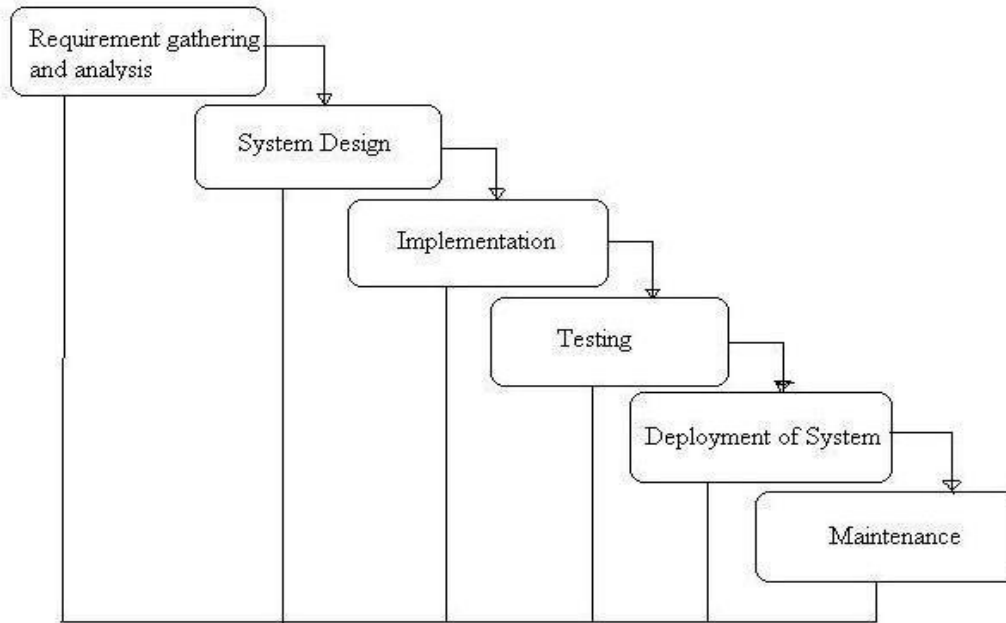 Requirement gathering
and analysis
System Design
Implementation
Testing
Deployment of System
Maintenance